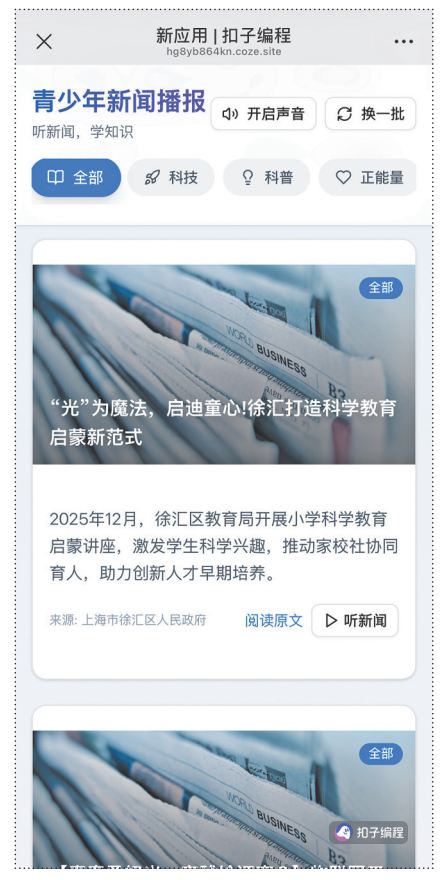 新应用 | 扣子编程
hg8yb864kn.coze.site
青少年新闻播报
听新闻，学知识
开启声音
换一批
全部
科技
科普
正能量
全部
WORLD
BUSINESS
B3
“光”为魔法，启迪童心!徐汇打造科学教育
启蒙新范式
2025年12月，徐汇区教育局开展小学科学教育
启蒙讲座，激发学生科学兴趣，推动家校社协同
育人，助力创新人才早期培养。
来源: 上海市徐汇区人民政府
阅读原文
听新闻
全部
WORLD
BUSINESS
扣子编程